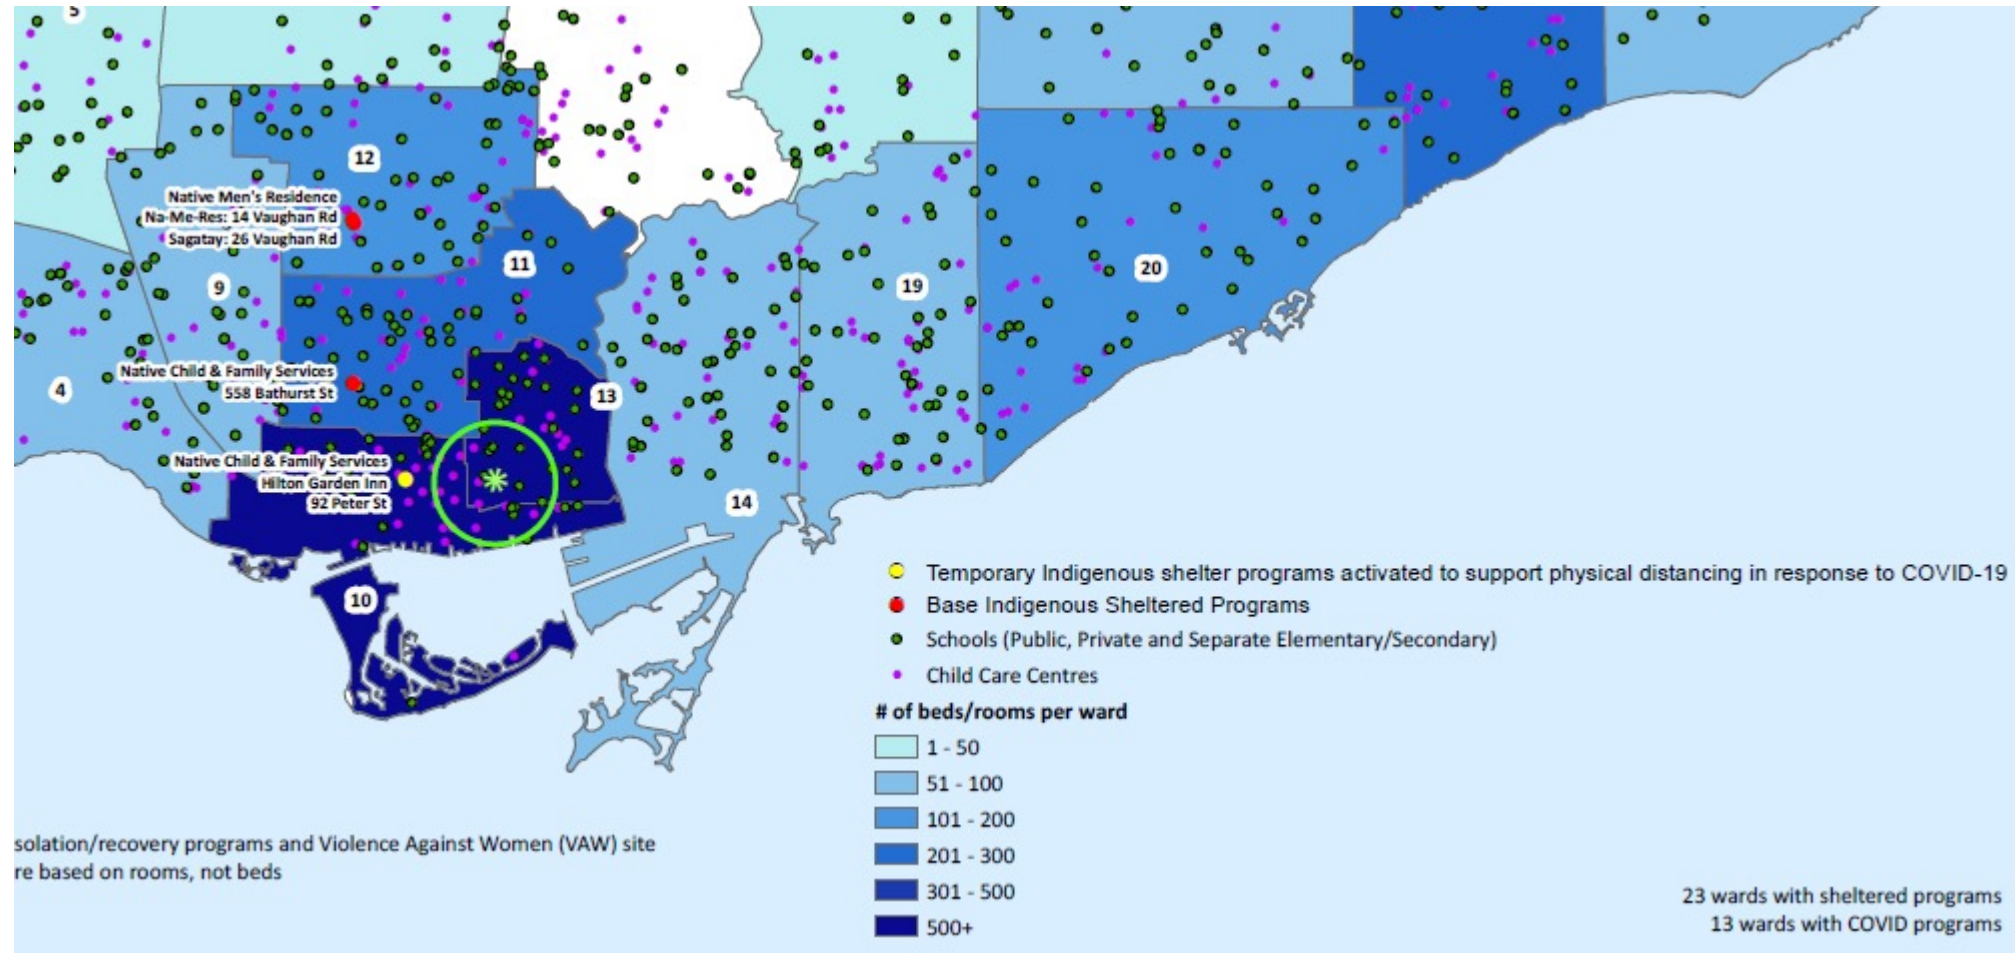 5
12
Native Men's Residence
Na-Me-Res: 14 Vaughan Rd
Sagatay: 26 Vaughan Rd
11
9
19
20
Native Child & Family Services
558 Bathurst St
4
13
Native Child & Family Services
Hilton Garden Inn
92 Peter St
14
10
Temporary Indigenous shelter programs activated to support physical distancing in response to COVID-19
Base Indigenous Sheltered Programs
Schools (Public, Private and Separate Elementary/Secondary)
Child Care Centres
# of beds/rooms per ward
1 - 50
51 - 100
101 - 200
201 - 300
301 - 500
500+
solation/recovery programs and Violence Against Women (VAW) site
re based on rooms, not beds
23 wards with sheltered programs
13 wards with COVID programs